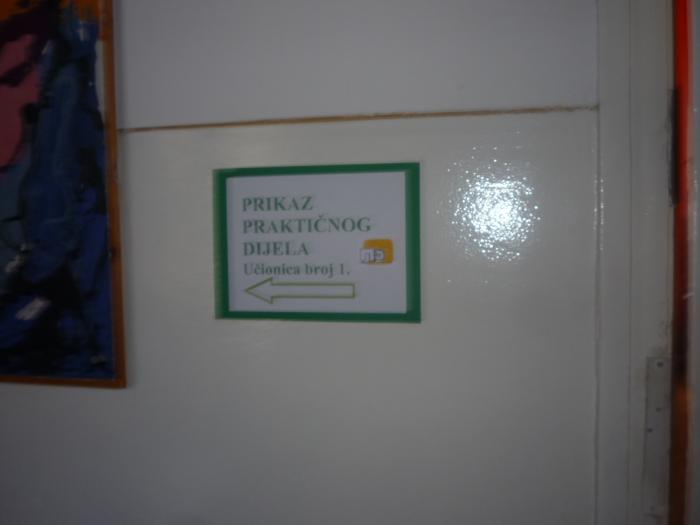 PRIKAZ
PRAKTIČNOG
DIJELA
Učionica broj 1.